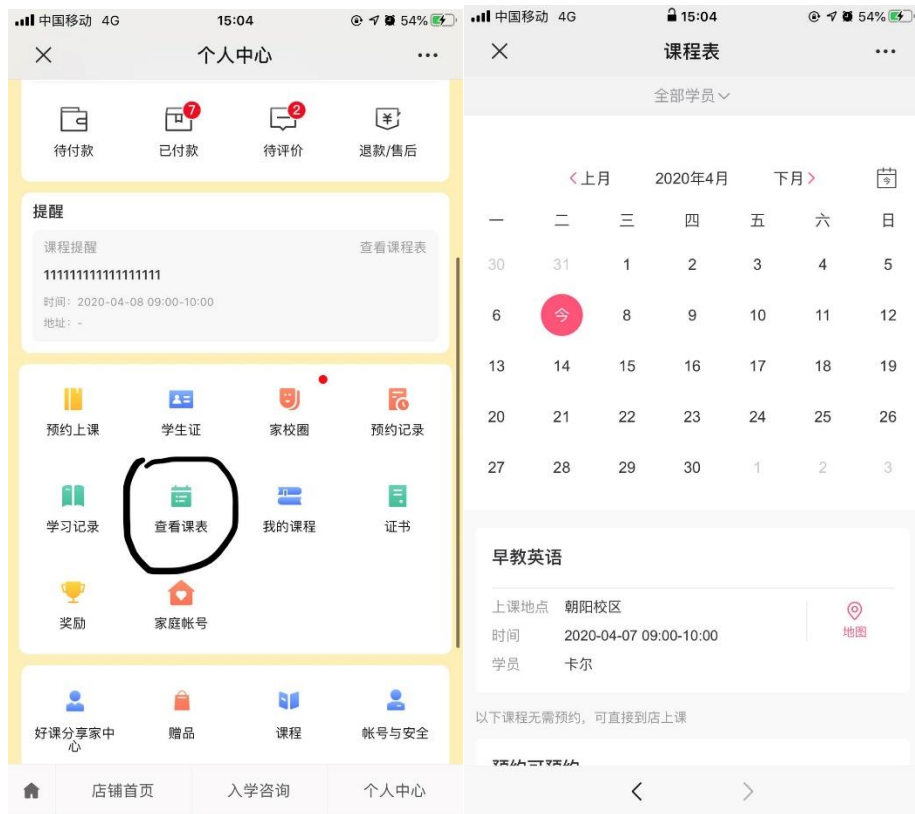 中国移动 4G 15:04 54%
个人中心
7 2
待付款 已付款 待评价 退款/售后
提醒
课程提醒 查看课程表
111111111111111111
时间：2020-04-08 09:00-10:00
地址：-
预约上课 学生证 家校圈 预约记录
学习记录 查看课表 我的课程 证书
奖励 家庭帐号
好课分享家中心 赠品 课程 帐号与安全
店铺首页 入学咨询 个人中心
中国移动 4G 15:04 54%
课程表
全部学员
上月 2020年4月 下月 今
一 二 三 四 五 六 日
30 31 1 2 3 4 5
6 今 8 9 10 11 12
13 14 15 16 17 18 19
20 21 22 23 24 25 26
27 28 29 30 1 2 3
早教英语
上课地点 朝阳校区
时间 2020-04-07 09:00-10:00
地图
学员 卡尔
以下课程无需预约，可直接到店上课
预约可预约